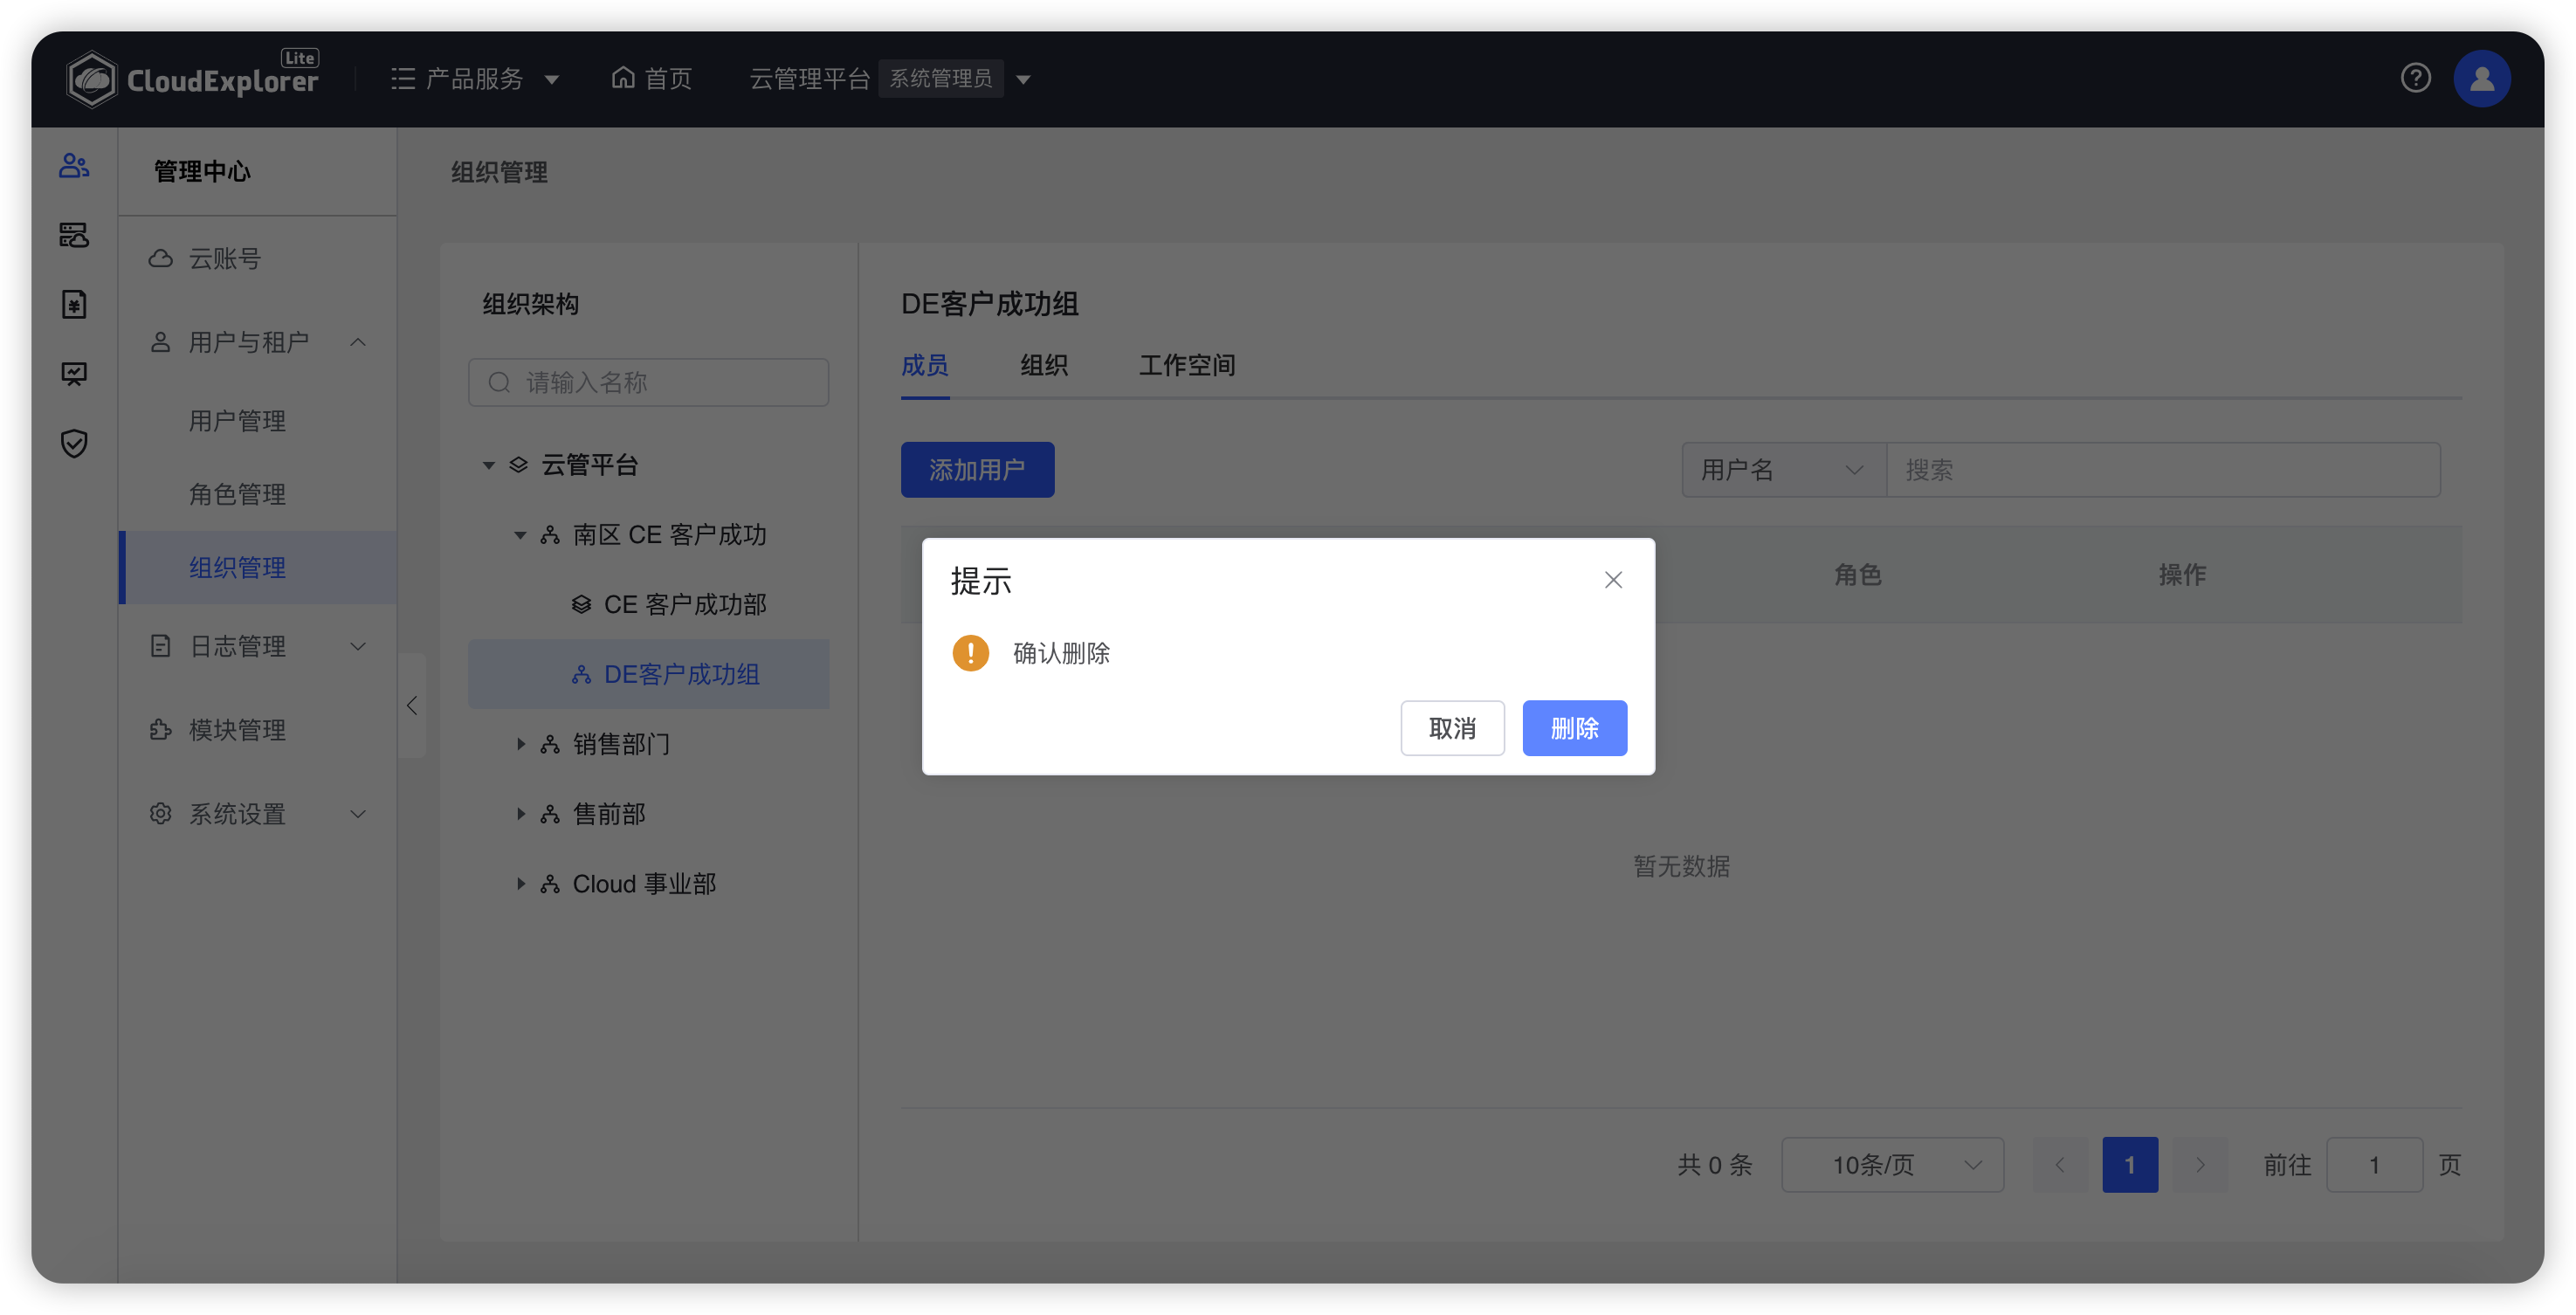 CloudExplorer Lite
产品服务
首页
云管理平台 系统管理员
管理中心
云账号
用户与租户
用户管理
角色管理
组织管理
日志管理
模块管理
系统设置
组织管理
组织架构
请输入名称
云管平台
南区 CE 客户成功
CE 客户成功部
DE客户成功组
销售部门
售前部
Cloud 事业部
DE客户成功组
成员 组织 工作空间
添加用户
用户名 搜索
角色 操作
提示
确认删除
取消 删除
暂无数据
共 0 条 10条/页 1 前往 1 页